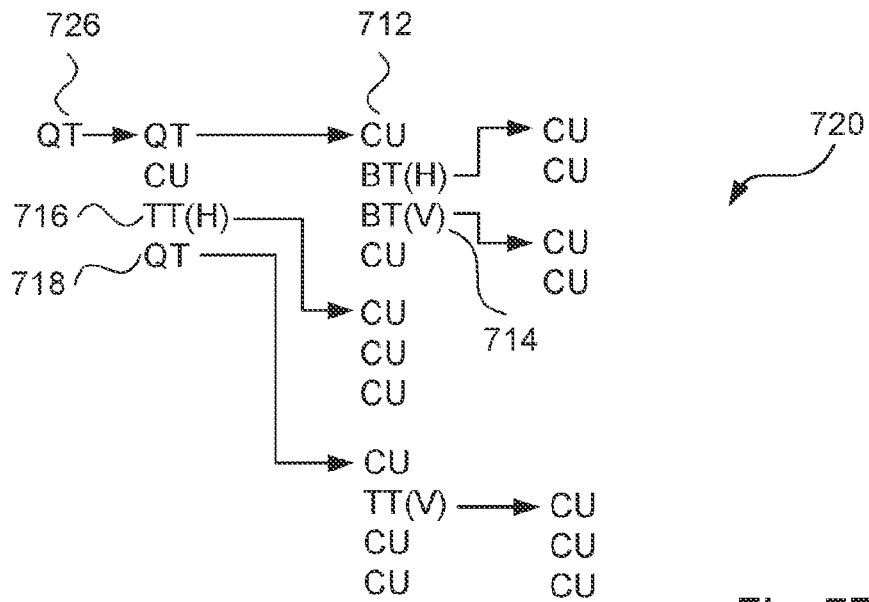 726
712
QT QT CU CU
720
CU BT(H) CU
716 TT(H) BT(V) CU
718 QT CU CU
CU
714
CU
CU
CU
TT(V) CU
CU CU
CU CU